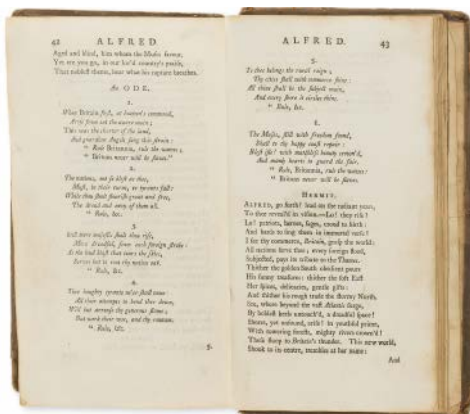 42 ALFRED.
Aged and blind, him whom the Muses favour;
Yet ere you go, in our lov'd country's praise,
That noblest theme, hear what his rapture breathes.
An ODE.
1.
When Britain first, at heaven's command,
Arose from out the azure main;
This was the charter of the land,
And guardian Angels sung this strain:
" Rule Britannia, rule the waves;
" Britons never will be slaves."
2.
The nations, not so blest as thee,
Must, in their turns, to tyrants fall:
While thou shalt flourish great and free,
The dread and envy of them all.
" Rule, &c.
3.
Still more majestic shalt thou rise,
More dreadful, from each foreign stroke:
As the loud blast that tears the skies,
Serves but to root thy native oak.
" Rule, &c.
4.
Thee haughty tyrants ne'er shall tame:
All their attempts to bend thee down,
Will but arrouse thy generous flame;
But work their woe, and thy renown.
" Rule, &c.
5.
ALFRED. 43
5.
To thee belongs the rural reign;
Thy cities shall with commerce shine:
All thine shall be the subject main,
And every shore it circles thine.
" Rule, &c.
6.
The Muses, still with freedom found,
Shall to thy happy coast repair:
Blest isle! with matchless beauty crown'd,
And manly hearts to guard the fair.
" Rule, Britannia, rule the waves:
" Britons never will be slaves.
HERMIT.
ALFRED, go forth! lead on the radiant years,
To thee reveal'd in vision.—Lo! they rise!
Lo! patriots, heroes, sages, croud to birth:
And bards to sing them in immortal verse!
I see thy commerce, Britain, grasp the world:
All nations serve thee; every foreign flood,
Subjected, pays its tribute to the Thames.
Thither the golden South obedient pours
His sunny treasures: thither the soft East
Her spices, delicacies, gentle gifts:
And thither his rough trade the stormy North.
See, where beyond the vast Atlantic surge,
By boldest keels untouch'd, a dreadful space!
Shores, yet unfound, arise! in youthful prime,
With towering forests, mighty rivers crown'd!
These stoop to Britain's thunder. This new world,
Shook to its centre, trembles at her name:
And